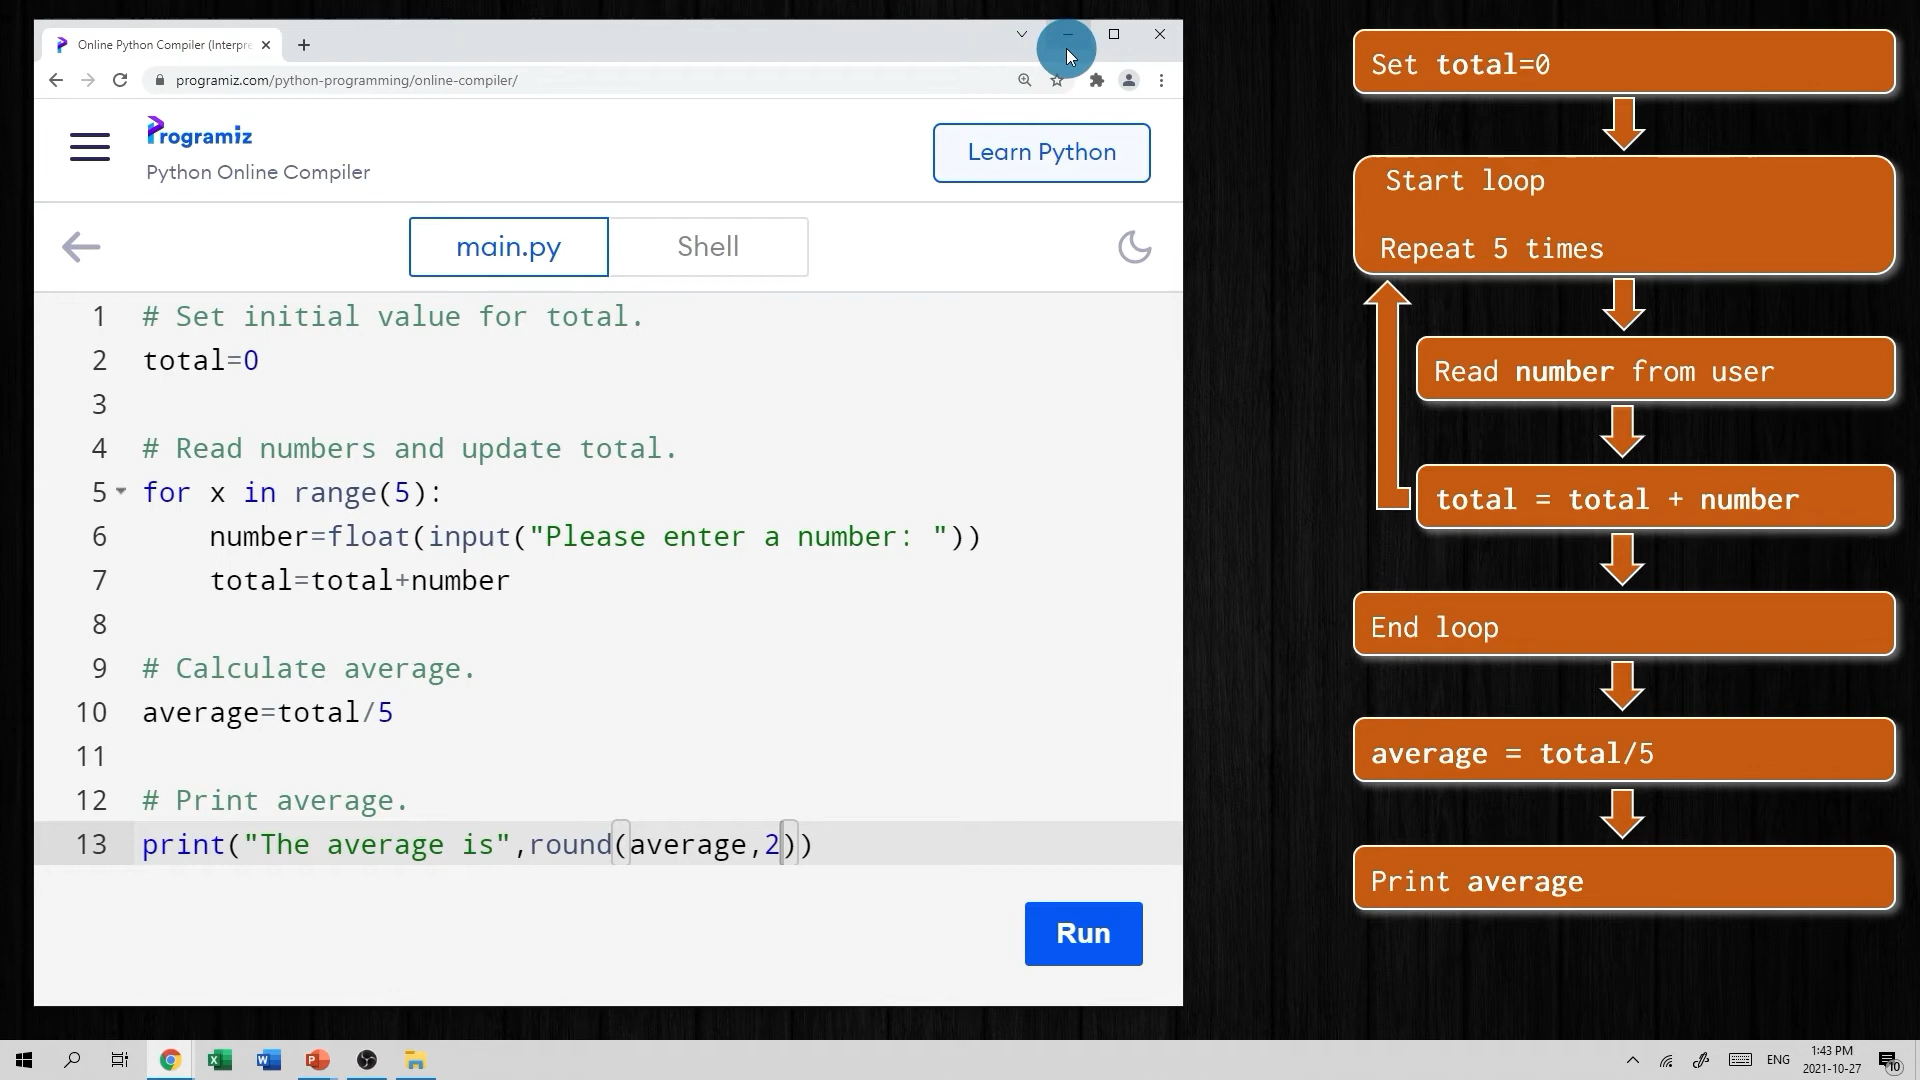 Online Python Compiler (Interpre
programiz.com/python-programming/online-compiler/
Programiz
Python Online Compiler
Learn Python
main.py
Shell
1 # Set initial value for total.
2 total=0
3
4 # Read numbers and update total.
5 for x in range(5):
6 number=float(input("Please enter a number: "))
7 total=total+number
8
9 # Calculate average.
10 average=total/5
11
12 # Print average.
13 print("The average is",round(average,2))
Run
Set total=0
Start loop
Repeat 5 times
Read number from user
total = total + number
End loop
average = total/5
Print average
ENG
1:43 PM
2021-10-27
10